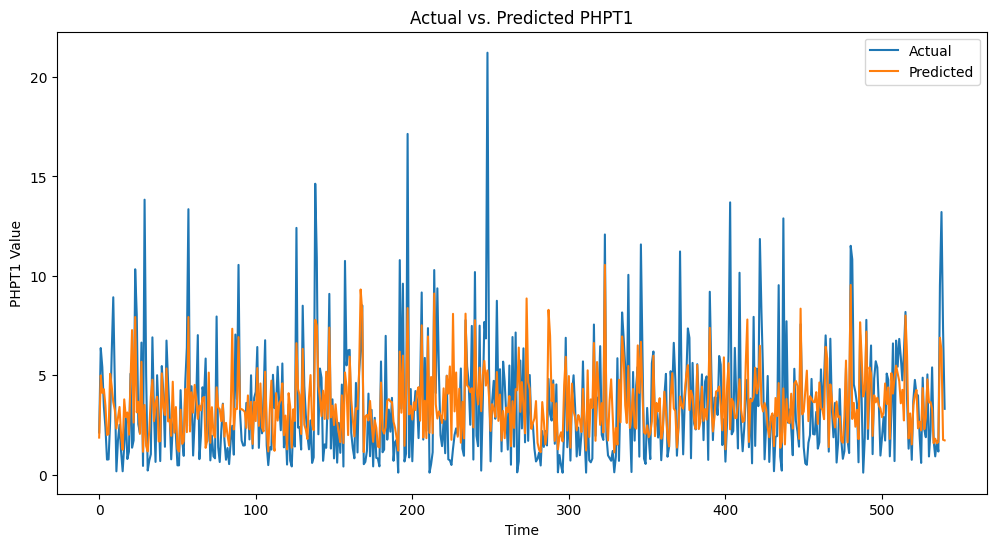 Actual vs. Predicted PHPT1
Actual
Predicted
PHPT1 Value
20
15
10
5
0
0 100 200 300 400 500
Time